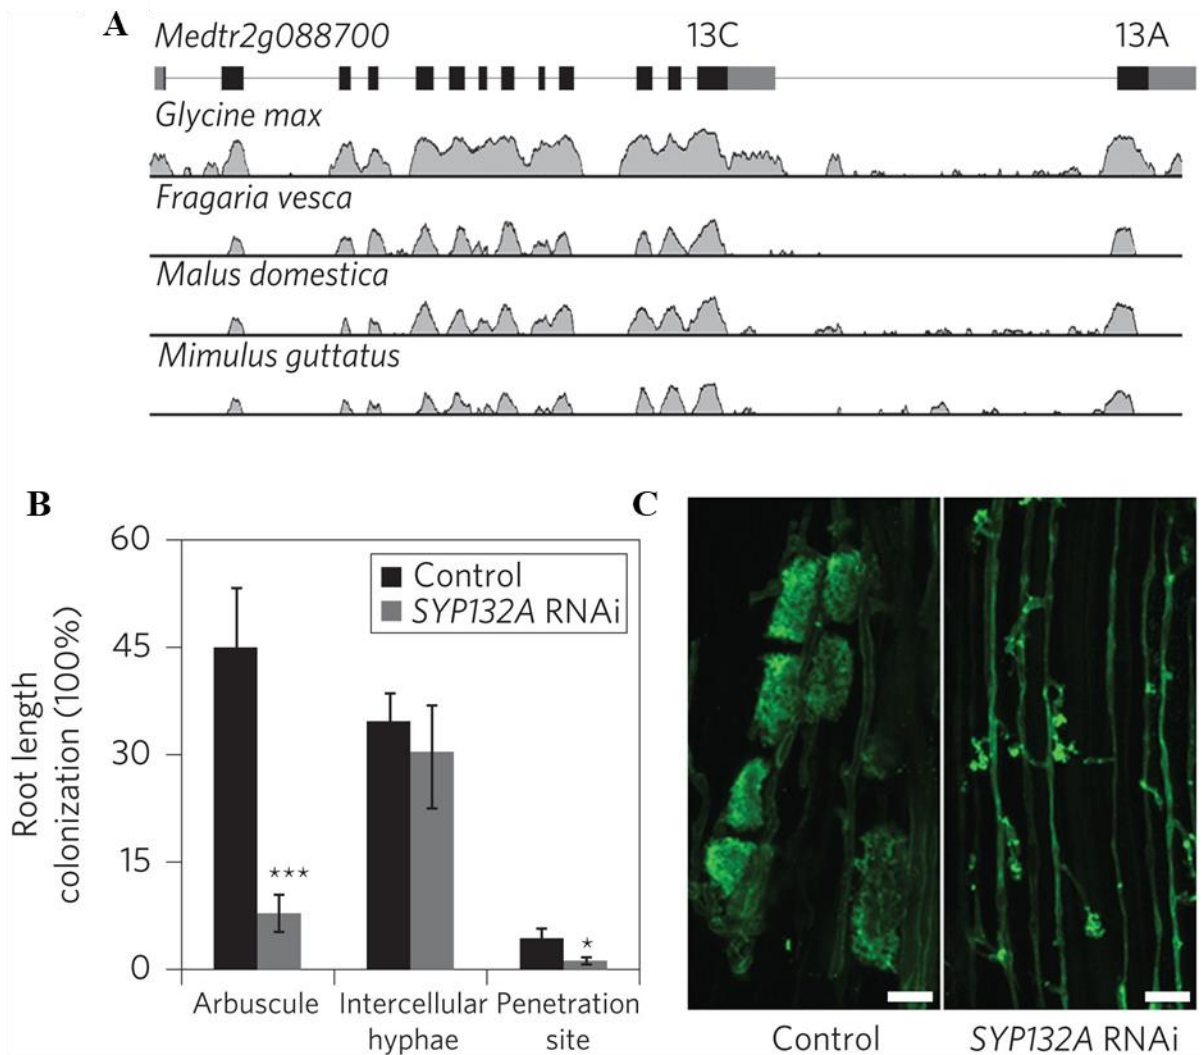 A
Medtr2g088700 13C 13A
Glycine max
Fragaria vesca
Malus domestica
Mimulus guttatus
B
C
60
45
30
15
0
Root length
colonization (100%)
Control
SYP132A RNAi
***
*
Arbuscule
Intercellular
hyphae
Penetration
site
Control
SYP132A RNAi